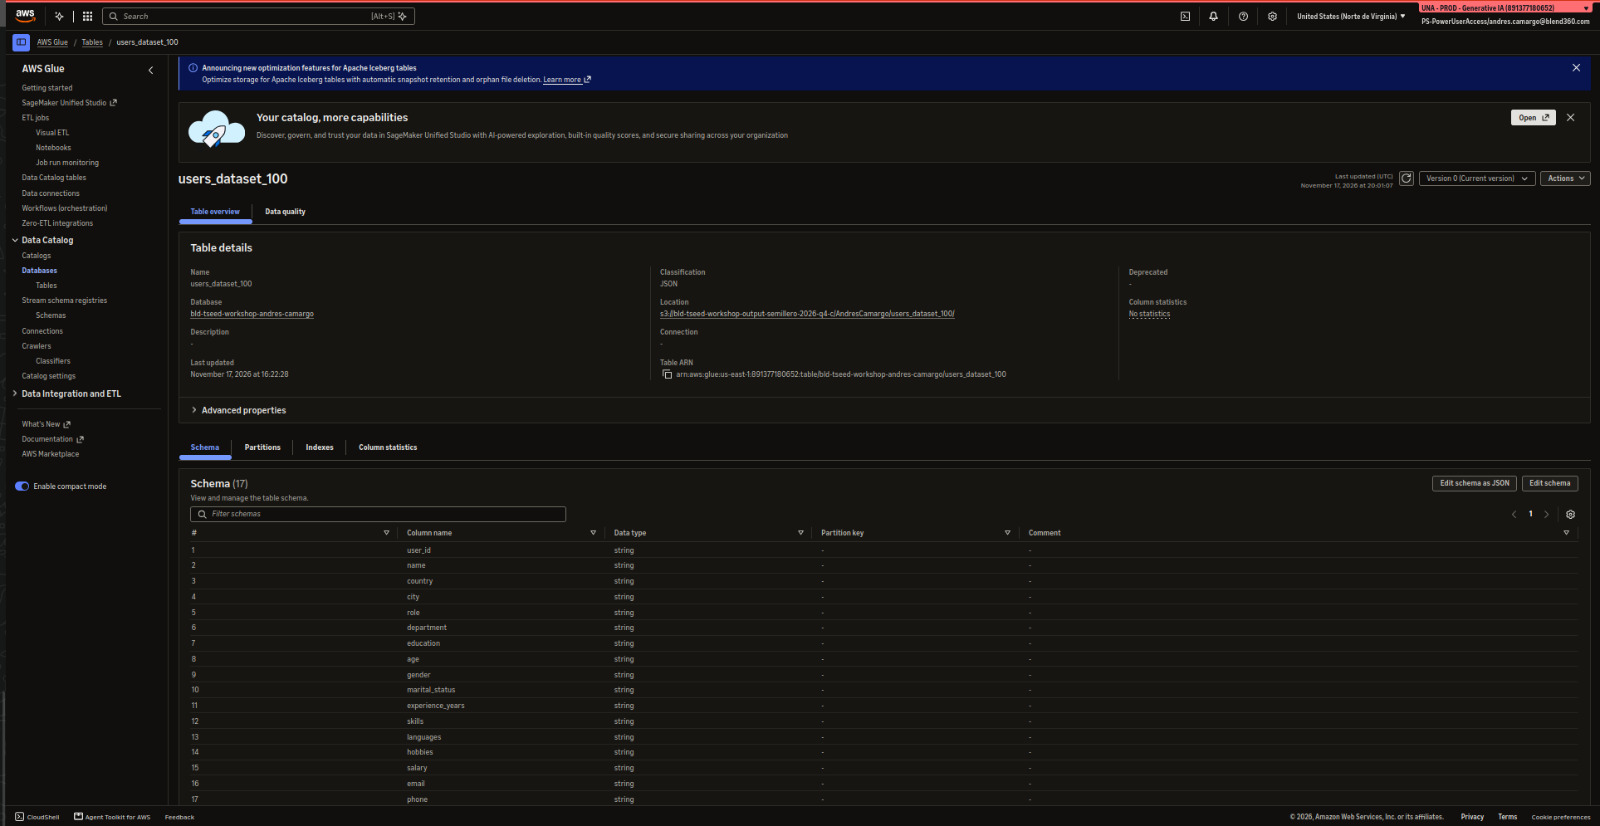 aws
Search
[Alt+S]
United States (Norte de Virginia)
UNA - PROD - Generative IA (891377180652)
PS-PowerUserAccess/andres.camargo@blend360.com
AWS Glue / Tables / users_dataset_100
AWS Glue
Getting started
SageMaker Unified Studio
ETL jobs
Visual ETL
Notebooks
Job run monitoring
Data Catalog tables
Data connections
Workflows (orchestration)
Zero-ETL integrations
Data Catalog
Catalogs
Databases
Tables
Stream schema registries
Schemas
Connections
Crawlers
Classifiers
Catalog settings
Data Integration and ETL
What's New
Documentation
AWS Marketplace
Enable compact mode
Announcing new optimization features for Apache Iceberg tables
Optimize storage for Apache Iceberg tables with automatic snapshot retention and orphan file deletion. Learn more
Your catalog, more capabilities
Discover, govern, and trust your data in SageMaker Unified Studio with AI-powered exploration, built-in quality scores, and secure sharing across your organization
Open
users_dataset_100
Last updated (UTC)
November 17, 2026 at 20:01:07
Version 0 (Current version)
Actions
Table overview
Data quality
Table details
Name
users_dataset_100
Database
bld-tseed-workshop-andres-camargo
Description
-
Last updated
November 17, 2026 at 16:22:28
Classification
JSON
Location
s3://bld-tseed-workshop-output-semillero-2026-q4-c/AndresCamargo/users_dataset_100/
Connection
-
Table ARN
arn:aws:glue:us-east-1:891377180652:table/bld-tseed-workshop-andres-camargo/users_dataset_100
Deprecated
-
Column statistics
No statistics
Advanced properties
Schema
Partitions
Indexes
Column statistics
Schema (17)
View and manage the table schema.
Edit schema as JSON
Edit schema
Filter schemas
1
# Column name Data type Partition key Comment
1 user_id string - -
2 name string - -
3 country string - -
4 city string - -
5 role string - -
6 department string - -
7 education string - -
8 age string - -
9 gender string - -
10 marital_status string - -
11 experience_years string - -
12 skills string - -
13 languages string - -
14 hobbies string - -
15 salary string - -
16 email string - -
17 phone string - -
CloudShell
Agent Toolkit for AWS
Feedback
© 2026, Amazon Web Services, Inc. or its affiliates.
Privacy
Terms
Cookie preferences